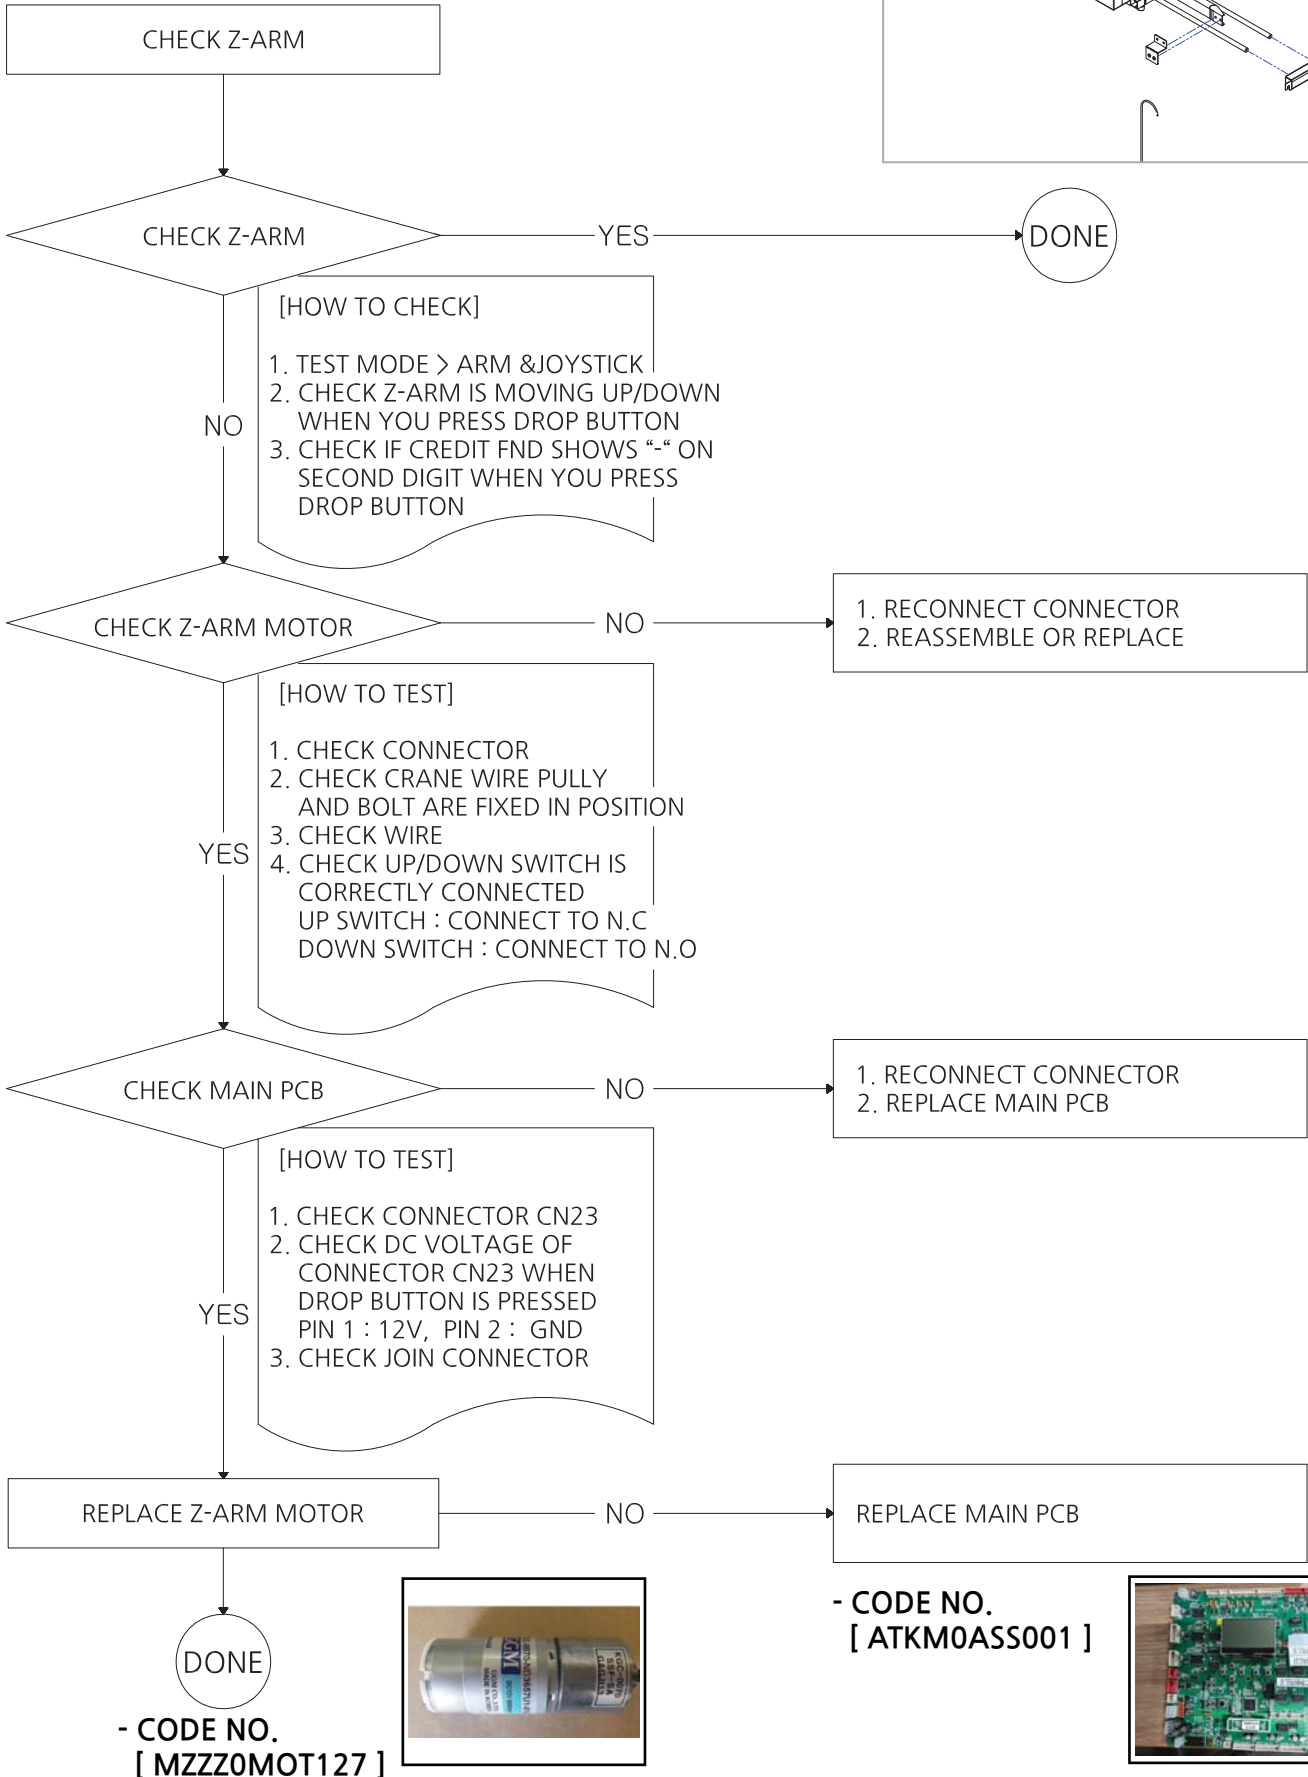 CHECK Z-ARM
CHECK Z-ARM
YES
DONE
[HOW TO CHECK]
1. TEST MODE > ARM &JOYSTICK
2. CHECK Z-ARM IS MOVING UP/DOWN
WHEN YOU PRESS DROP BUTTON
3. CHECK IF CREDIT FND SHOWS “-“ ON
SECOND DIGIT WHEN YOU PRESS
DROP BUTTON
NO
CHECK Z-ARM MOTOR
NO
1. RECONNECT CONNECTOR
2. REASSEMBLE OR REPLACE
[HOW TO TEST]
1. CHECK CONNECTOR
2. CHECK CRANE WIRE PULLY
AND BOLT ARE FIXED IN POSITION
3. CHECK WIRE
4. CHECK UP/DOWN SWITCH IS
CORRECTLY CONNECTED
UP SWITCH : CONNECT TO N.C
DOWN SWITCH : CONNECT TO N.O
YES
CHECK MAIN PCB
NO
1. RECONNECT CONNECTOR
2. REPLACE MAIN PCB
[HOW TO TEST]
1. CHECK CONNECTOR CN23
2. CHECK DC VOLTAGE OF
CONNECTOR CN23 WHEN
DROP BUTTON IS PRESSED
PIN 1 : 12V, PIN 2 : GND
3. CHECK JOIN CONNECTOR
YES
REPLACE Z-ARM MOTOR
NO
REPLACE MAIN PCB
DONE
- CODE NO.
[ MZZZ0MOT127 ]
- CODE NO.
[ ATKM0ASS001 ]